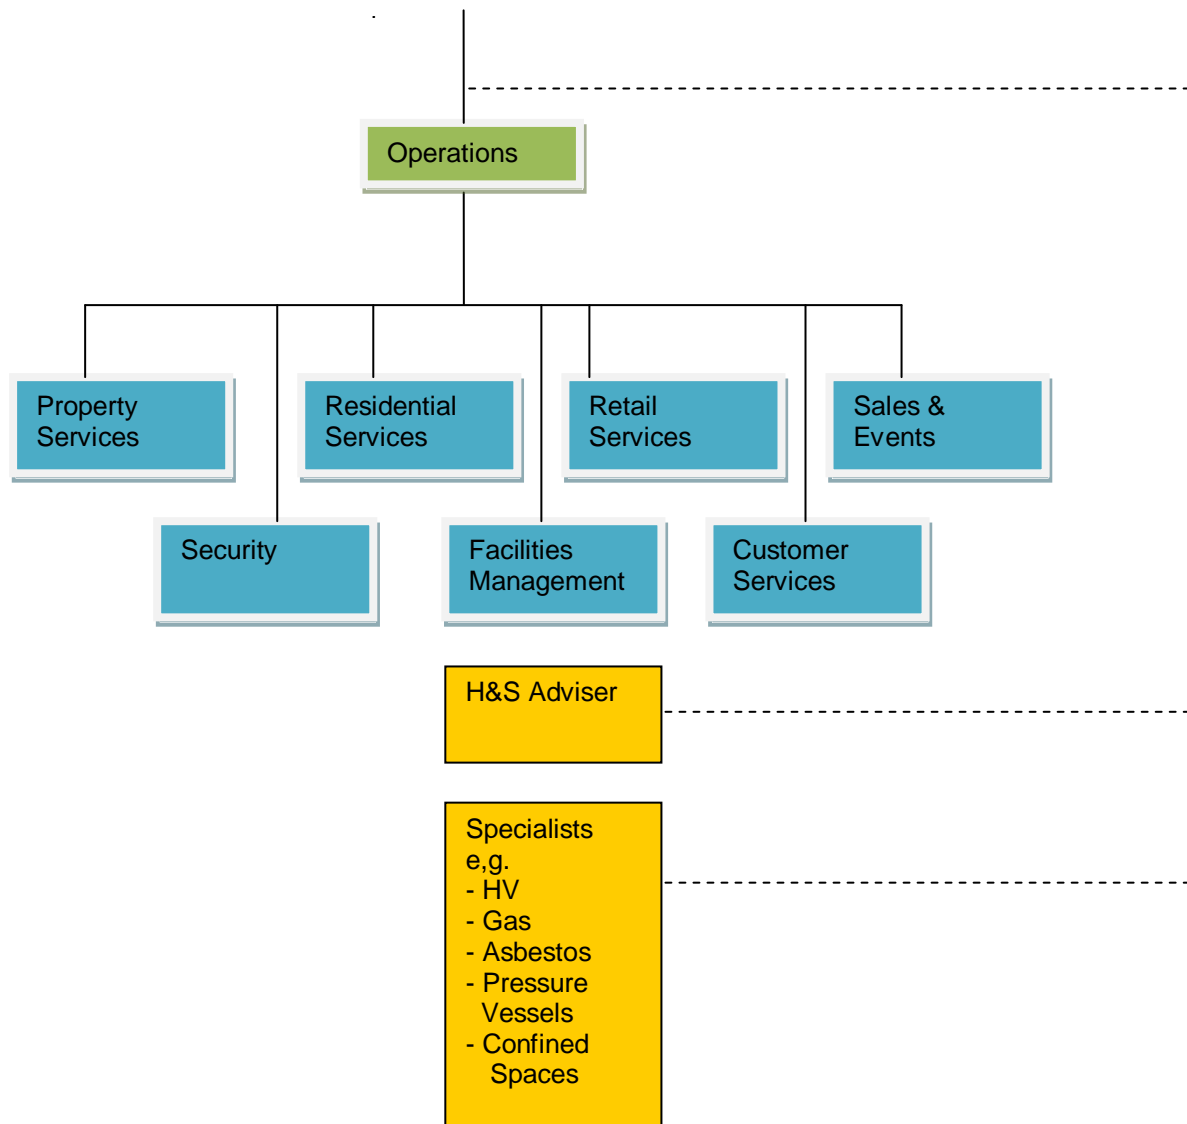 Operations
Property
Services
Residential
Services
Retail
Services
Sales &
Events
Security
Facilities
Management
Customer
Services
H&S Adviser
Specialists
e,g.
- HV
- Gas
- Asbestos
- Pressure
Vessels
- Confined
Spaces